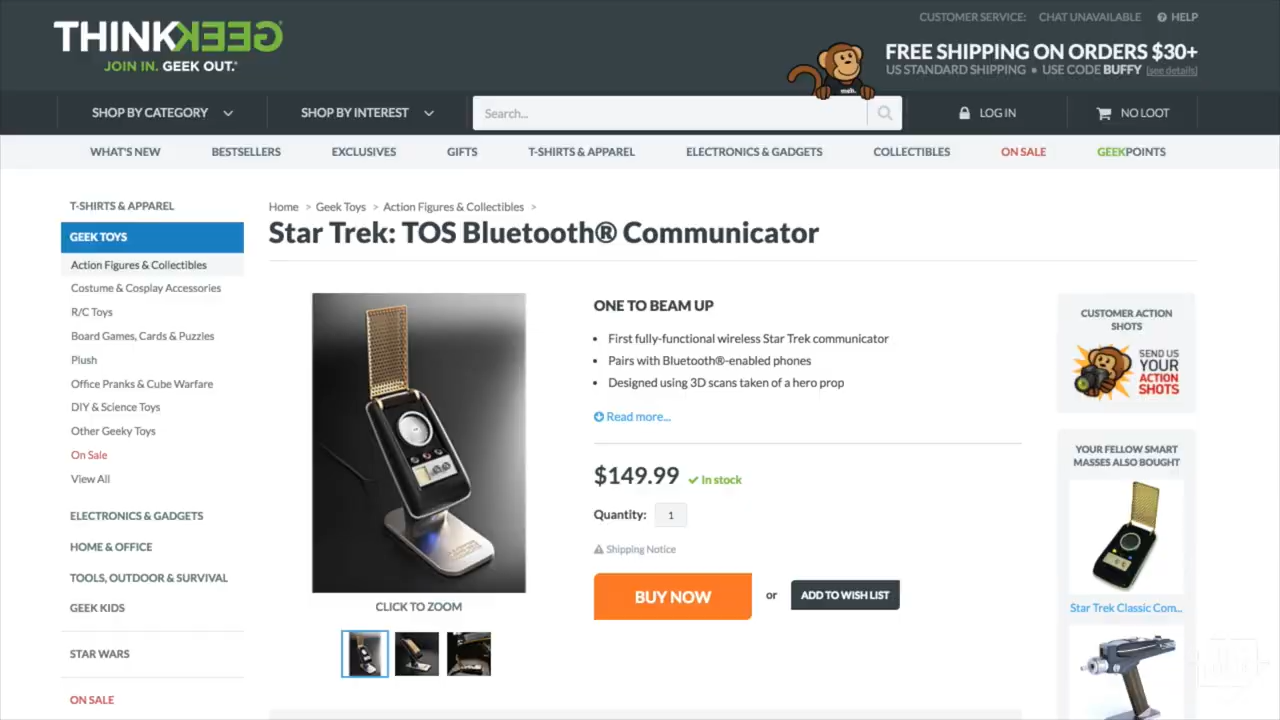 THINKGEEK
JOIN IN. GEEK OUT.
CUSTOMER SERVICE: CHAT UNAVAILABLE HELP
FREE SHIPPING ON ORDERS $30+
US STANDARD SHIPPING • USE CODE BUFFY [see details]
meh.
SHOP BY CATEGORY SHOP BY INTEREST Search... LOG IN NO LOOT
WHAT'S NEW BESTSELLERS EXCLUSIVES GIFTS T-SHIRTS & APPAREL ELECTRONICS & GADGETS COLLECTIBLES ON SALE GEEKPOINTS
T-SHIRTS & APPAREL
GEEK TOYS
Action Figures & Collectibles
Costume & Cosplay Accessories
R/C Toys
Board Games, Cards & Puzzles
Plush
Office Pranks & Cube Warfare
DIY & Science Toys
Other Geeky Toys
On Sale
View All
ELECTRONICS & GADGETS
HOME & OFFICE
TOOLS, OUTDOOR & SURVIVAL
GEEK KIDS
STAR WARS
ON SALE
Home > Geek Toys > Action Figures & Collectibles >
Star Trek: TOS Bluetooth® Communicator
CLICK TO ZOOM
ONE TO BEAM UP
• First fully-functional wireless Star Trek communicator
• Pairs with Bluetooth®-enabled phones
• Designed using 3D scans taken of a hero prop
Read more...
$149.99 In stock
Quantity: 1
Shipping Notice
BUY NOW or ADD TO WISH LIST
CUSTOMER ACTION
SHOTS
SEND US
YOUR
ACTION
SHOTS
YOUR FELLOW SMART
MASSES ALSO BOUGHT
Star Trek Classic Com...